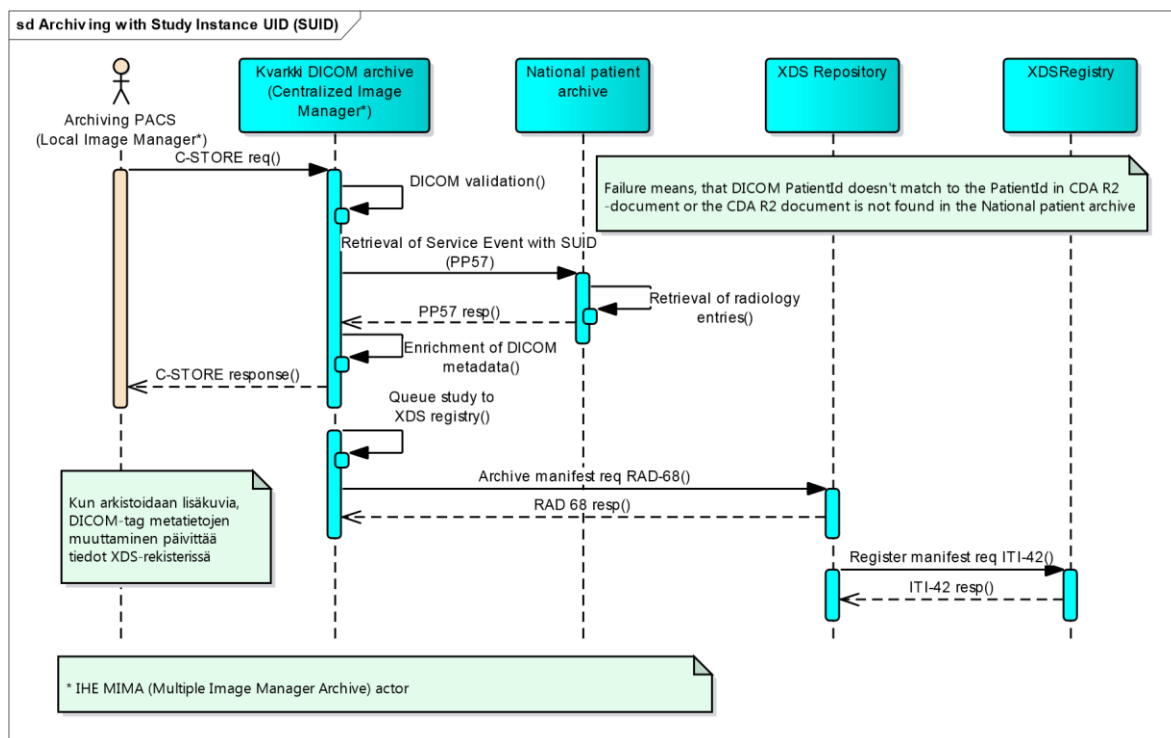 sd Archiving with Study Instance UID (SUID)
Kvarkki DICOM archive
(Centralized Image
Manager*)
National patient
archive
XDS Repository
XDSRegistry
Archiving PACS
(Local Image Manager*)
C-STORE req()
DICOM validation()
Failure means, that DICOM PatientId doesn't match to the PatientId in CDA R2
-document or the CDA R2 document is not found in the National patient archive
Retrieval of Service Event with SUID
(PP57)
Retrieval of radiology
entries()
PP57 resp()
Enrichment of DICOM
metadata()
C-STORE response()
Queue study to
XDS registry()
Archive manifest req RAD-68()
RAD 68 resp()
Kun arkistoidaan lisäkuvia,
DICOM-tag metatietojen
muuttaminen päivittää
tiedot XDS-rekisterissä
Register manifest req ITI-42()
ITI-42 resp()
* IHE MIMA (Multiple Image Manager Archive) actor